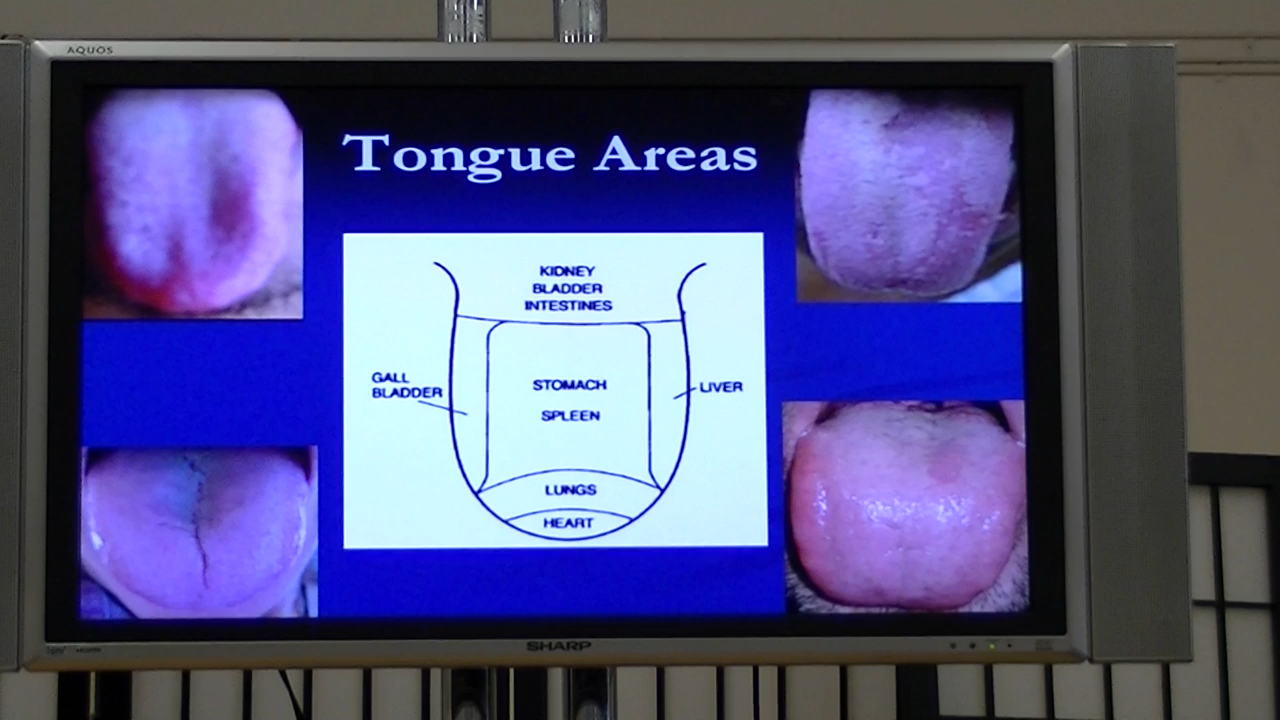 AQUOS
Tongue Areas
KIDNEY
BLADDER
INTESTINES
GALL
BLADDER
STOMACH
LIVER
SPLEEN
LUNGS
HEART
SHARP